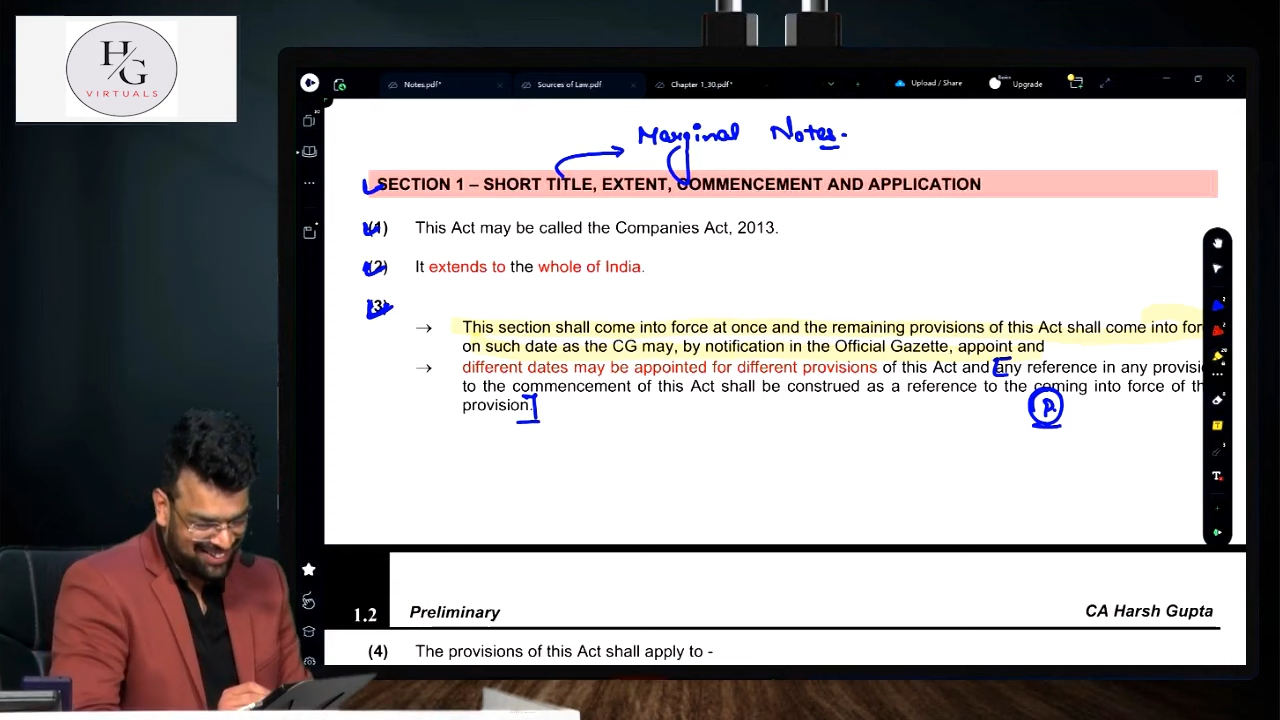 H/G
VIRTUALS
Notes.pdf*
Sources of Law.pdf
Chapter 1_30.pdf*
Upload / Share
Basic
Upgrade
Marginal Notes.
SECTION 1 – SHORT TITLE, EXTENT, COMMENCEMENT AND APPLICATION
(1) This Act may be called the Companies Act, 2013.
(2) It extends to the whole of India.
(3)
→ This section shall come into force at once and the remaining provisions of this Act shall come into for
on such date as the CG may, by notification in the Official Gazette, appoint and
→ different dates may be appointed for different provisions of this Act and [any reference in any provisi
to the commencement of this Act shall be construed as a reference to the coming into force of th
provision.]
1.2 Preliminary CA Harsh Gupta
(4) The provisions of this Act shall apply to -